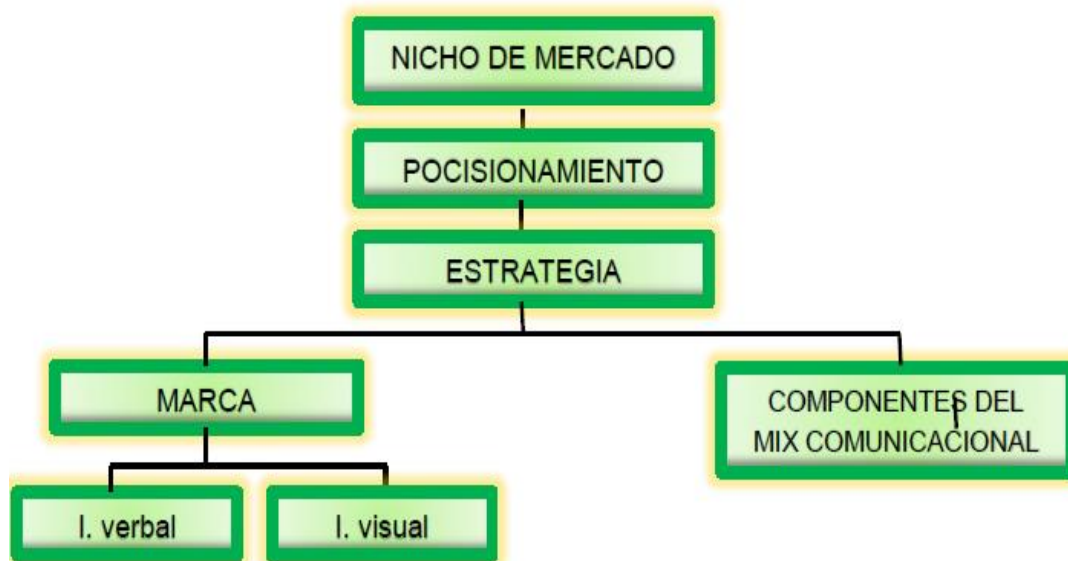 NICHO DE MERCADO
POCISIONAMIENTO
ESTRATEGIA
MARCA
COMPONENTES DEL
MIX COMUNICACIONAL
I. verbal
I. visual